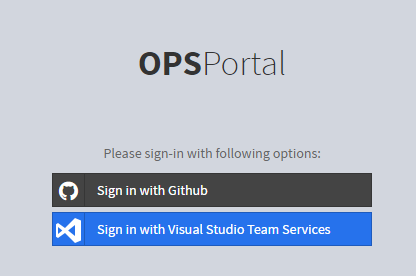 OPSPortal
Please sign-in with following options:
Sign in with Github
Sign in with Visual Studio Team Services